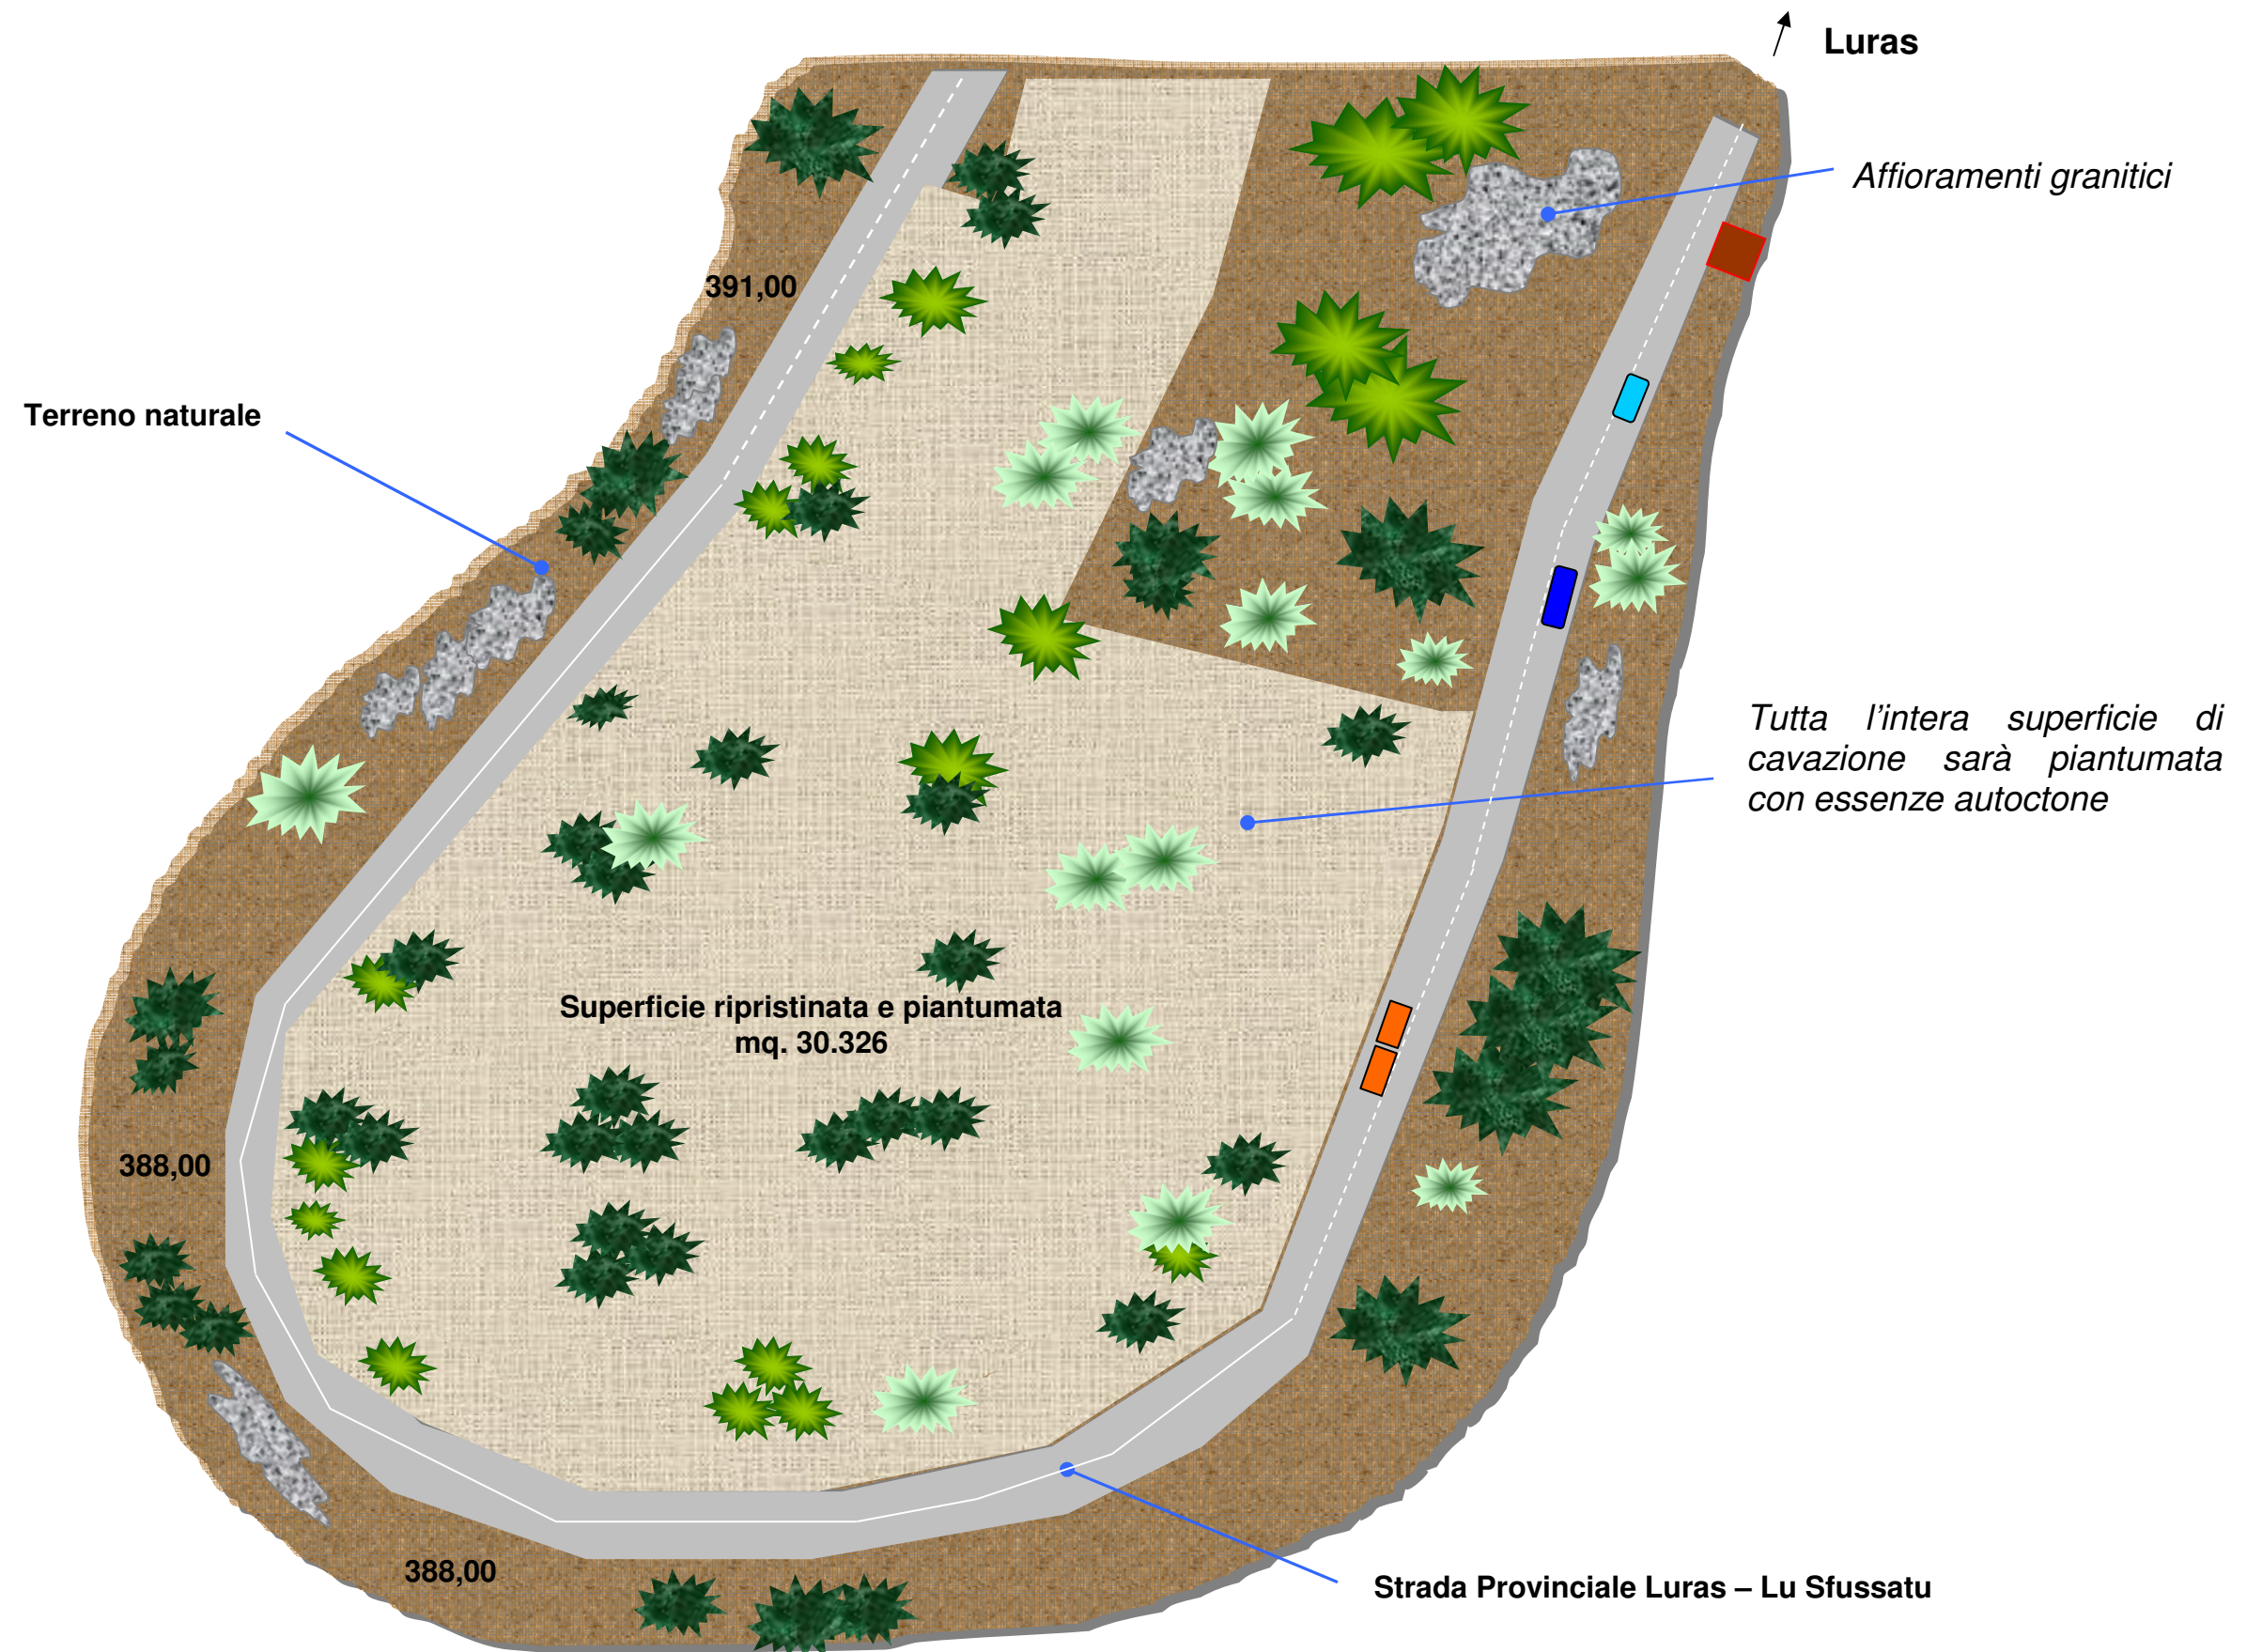 Luras
Affioramenti granitici
391,00
Terreno naturale
Tutta l'intera superficie di
cavazione sarà piantumata
con essenze autoctone
Superficie ripristinata e piantumata
mq. 30.326
388,00
388,00
Strada Provinciale Luras – Lu Sfussatu